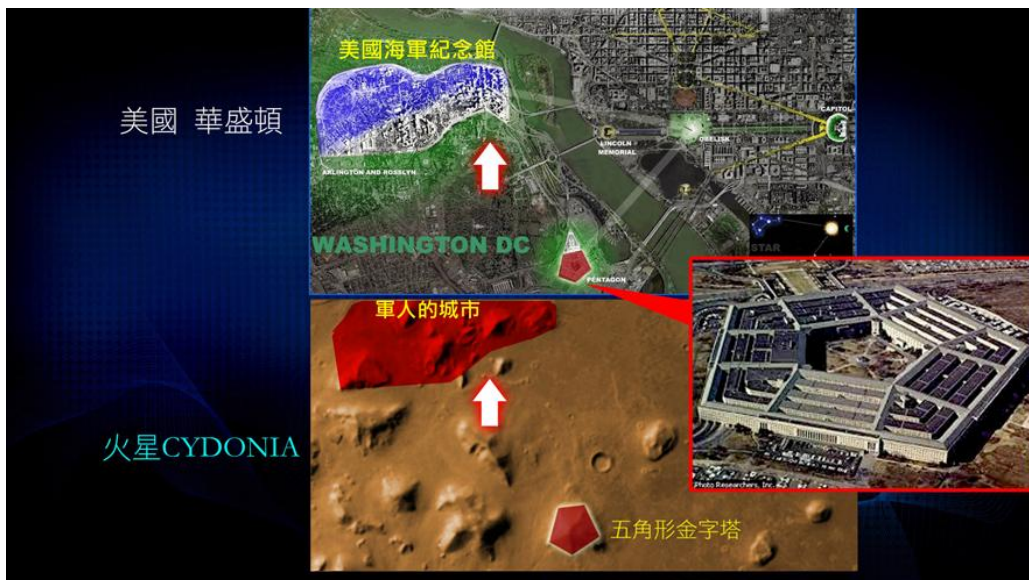 美國海軍紀念館
美國 華盛頓
CAPITOL
OBELISK
LINCOLN
MEMORIAL
ARLINGTON AND ROSSLYN
WASHINGTON DC
STAR
PENTAGON
軍人的城市
火星CYDONIA
五角形金字塔
Photo Researchers, Inc.